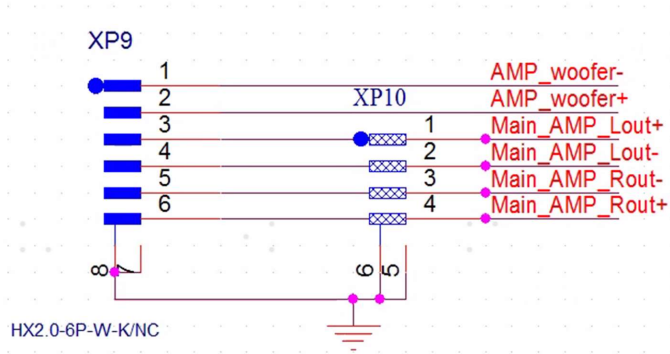 XP9
1 AMP_woofer-
2 XP10 AMP_woofer+
3 1 Main_AMP_Lout+
4 2 Main_AMP_Lout-
5 3 Main_AMP_Rout-
6 4 Main_AMP_Rout+
8 7 6 5
HX2.0-6P-W-K/NC